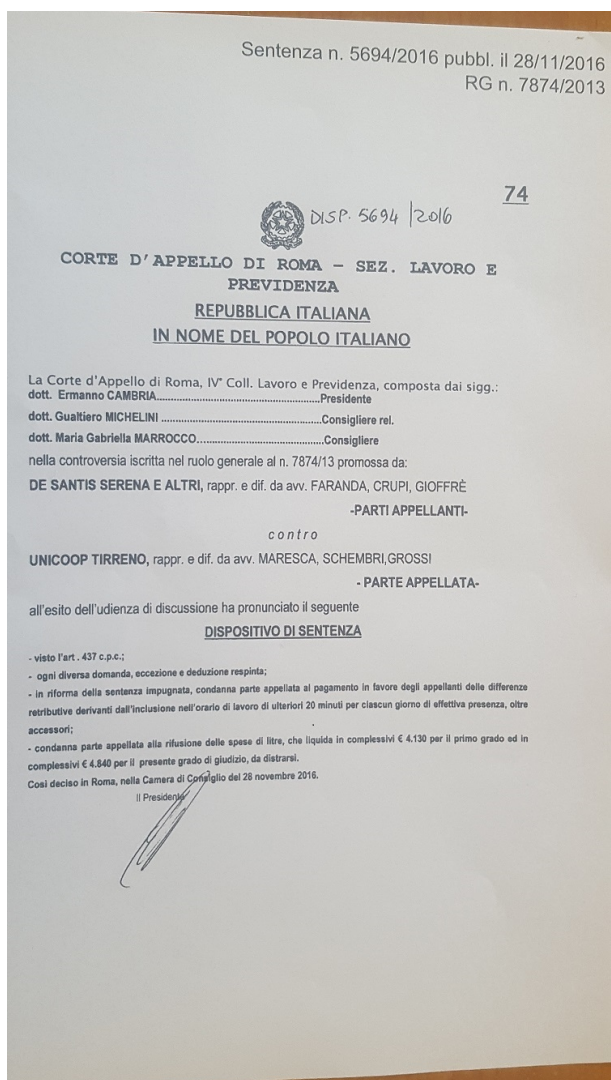 Sentenza n. 5694/2016 pubbl. il 28/11/2016
RG n. 7874/2013
74
DISP. 5694/2016
CORTE D'APPELLO DI ROMA – SEZ. LAVORO E
PREVIDENZA
REPUBBLICA ITALIANA
IN NOME DEL POPOLO ITALIANO
La Corte d'Appello di Roma, IV° Coll. Lavoro e Previdenza, composta dai sigg.:
dott. Ermanno CAMBRIA......................................................Presidente
dott. Gualtiero MICHELINI ......................................................Consigliere rel.
dott. Maria Gabriella MARROCCO..........................................Consigliere
nella controversia iscritta nel ruolo generale al n. 7874/13 promossa da:
DE SANTIS SERENA E ALTRI, rappr. e dif. da avv. FARANDA, CRUPI, GIOFFRÈ
-PARTI APPELLANTI-
contro
UNICOOP TIRRENO, rappr. e dif. da avv. MARESCA, SCHEMBRI,GROSSI
- PARTE APPELLATA-
all'esito dell'udienza di discussione ha pronunciato il seguente
DISPOSITIVO DI SENTENZA
- visto l'art . 437 c.p.c.;
- ogni diversa domanda, eccezione e deduzione respinta;
- in riforma della sentenza impugnata, condanna parte appellata al pagamento in favore degli appellanti delle differenze
retributive derivanti dall'inclusione nell'orario di lavoro di ulteriori 20 minuti per ciascun giorno di effettiva presenza, oltre
accessori;
- condanna parte appellata alla rifusione delle spese di litre, che liquida in complessivi € 4.130 per il primo grado ed in
complessivi € 4.840 per il presente grado di giudizio, da distrarsi.
Così deciso in Roma, nella Camera di Consiglio del 28 novembre 2016.
Il Presidente